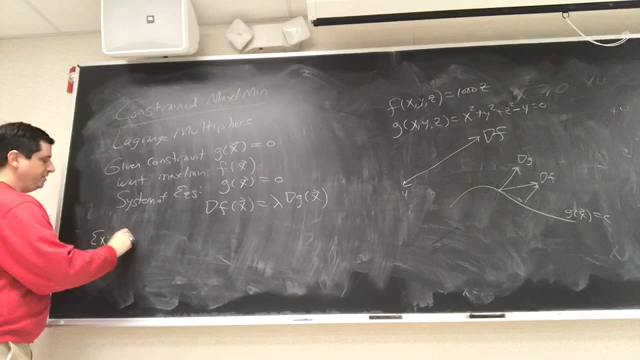 Constrained Max/Min
Lagrange Multipliers
Given constraint g(x⃗)=0
want max/min f(x⃗)
System of Eqs: g(x⃗)=0
∇f(x⃗)=λ∇g(x⃗)
Ex
f(x,y,z)=1000z
g(x,y,z)=x²+y²+z²-4=0
∇f
∇g
∇f
g(x⃗)=c